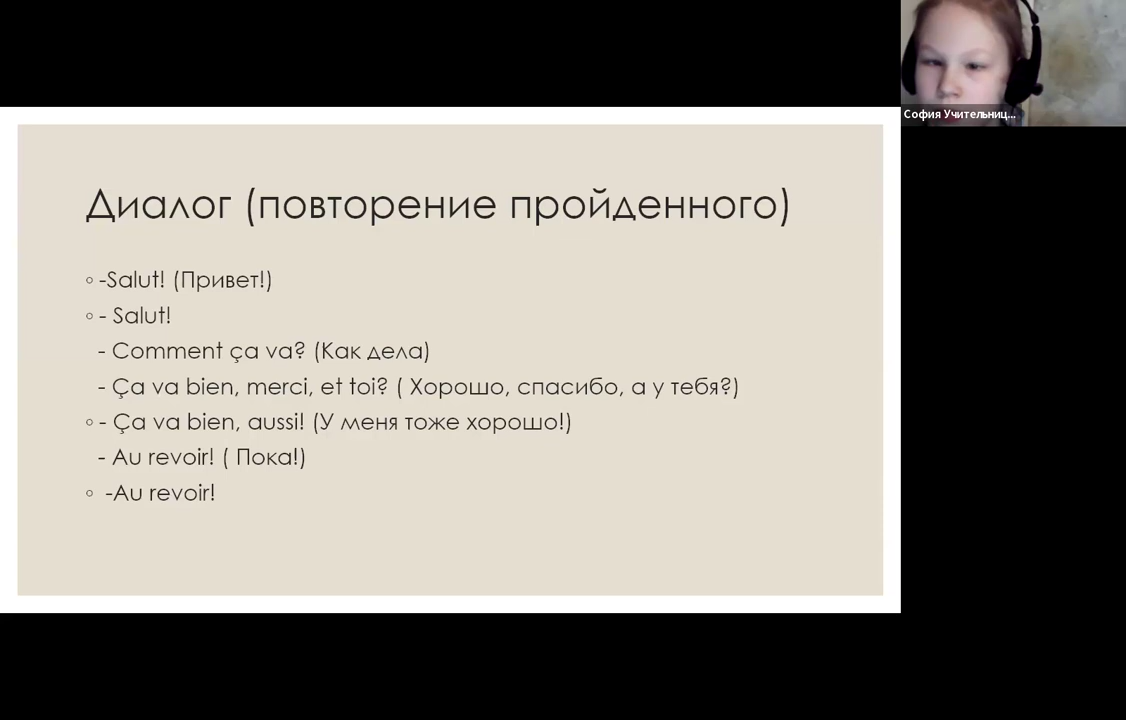 София Учительниц...
Диалог (повторение пройденного)
◦ -Salut! (Привет!)
◦ - Salut!
- Comment ça va? (Как дела)
- Ça va bien, merci, et toi? ( Хорошо, спасибо, а у тебя?)
◦ - Ça va bien, aussi! (У меня тоже хорошо!)
- Au revoir! ( Пока!)
◦ -Au revoir!